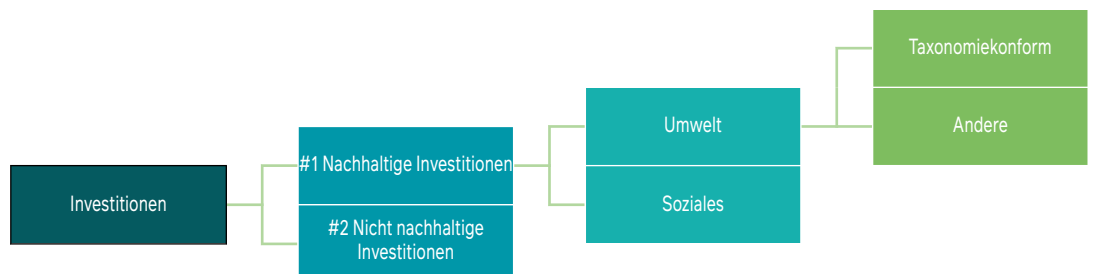 Investitionen
#1 Nachhaltige Investitionen
#2 Nicht nachhaltige
Investitionen
Umwelt
Soziales
Taxonomiekonform
Andere